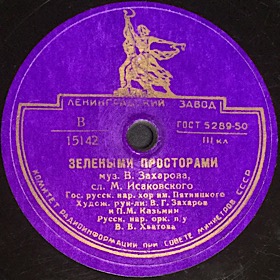 ЛЕНИНГРАДСКИЙ ЗАВОД
В
ГОСТ 5289-50
15142
III кл
ЗЕЛЕНЫМИ ПРОСТОРАМИ
муз. В. Захарова,
сл. М. Исаковского
Гос. русск. нар. хор им. Пятницкого
Худож. рук-ли: В. Г. Захаров
и П. М. Казьмин
Русск. нар. орк. п/у
В. В. Хватова
КОМИТЕТ РАДИОИНФОРМАЦИИ ПРИ СОВЕТЕ МИНИСТРОВ СССР